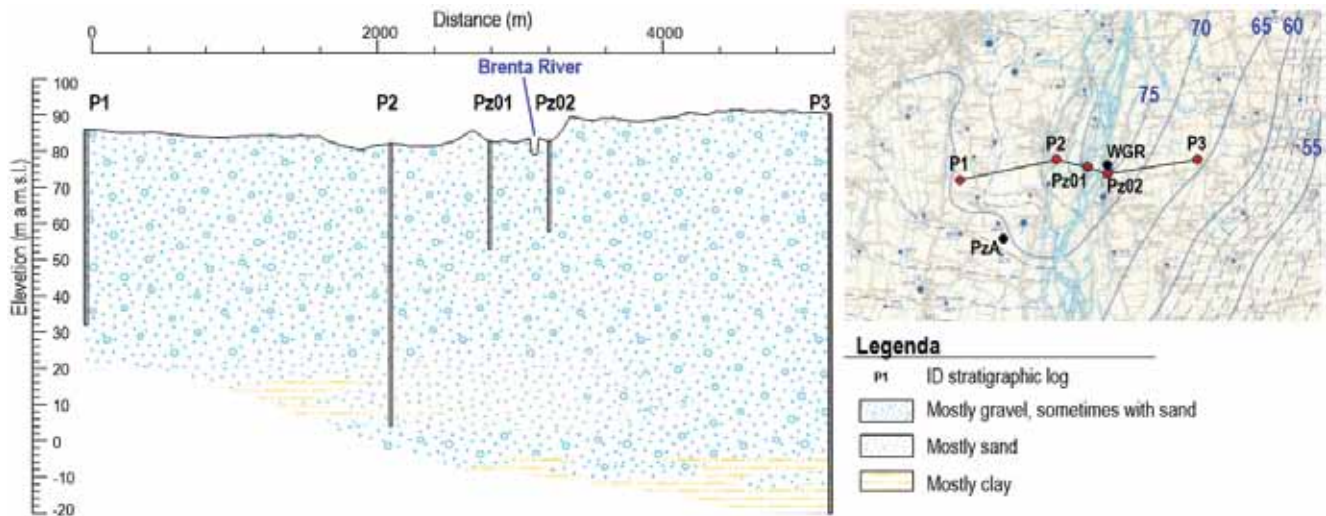 Distance (m)
0 2000 4000
Brenta River
P1 P2 Pz01 Pz02 P3
Elevetion (m a.m.s.l.)
100
90
80
70
60
50
40
30
20
10
0
-10
-20
70 65 60
75
55
P1 P2 WGR P3
Pz01 Pz02
PzA
Legenda
P1 ID stratigraphic log
Mostly gravel, sometimes with sand
Mostly sand
Mostly clay